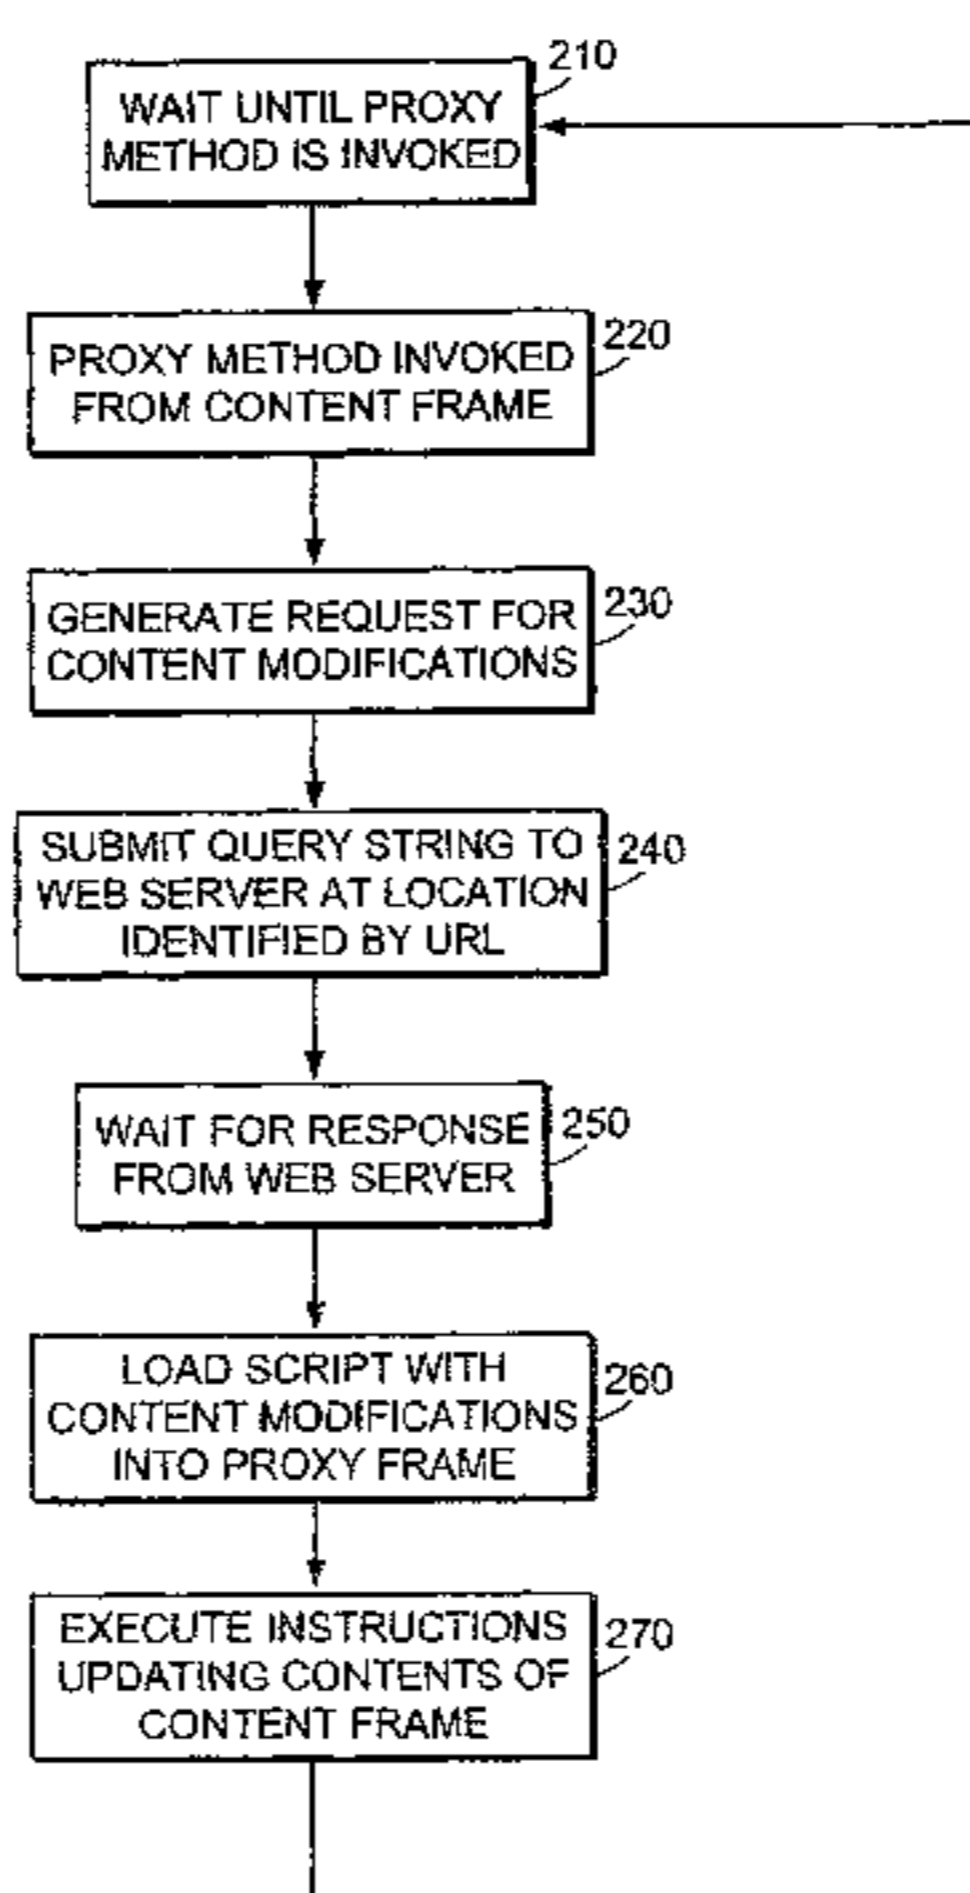 210
WAIT UNTIL PROXY
METHOD IS INVOKED
220
PROXY METHOD INVOKED
FROM CONTENT FRAME
230
GENERATE REQUEST FOR
CONTENT MODIFICATIONS
240
SUBMIT QUERY STRING TO
WEB SERVER AT LOCATION
IDENTIFIED BY URL
250
WAIT FOR RESPONSE
FROM WEB SERVER
260
LOAD SCRIPT WITH
CONTENT MODIFICATIONS
INTO PROXY FRAME
270
EXECUTE INSTRUCTIONS
UPDATING CONTENTS OF
CONTENT FRAME